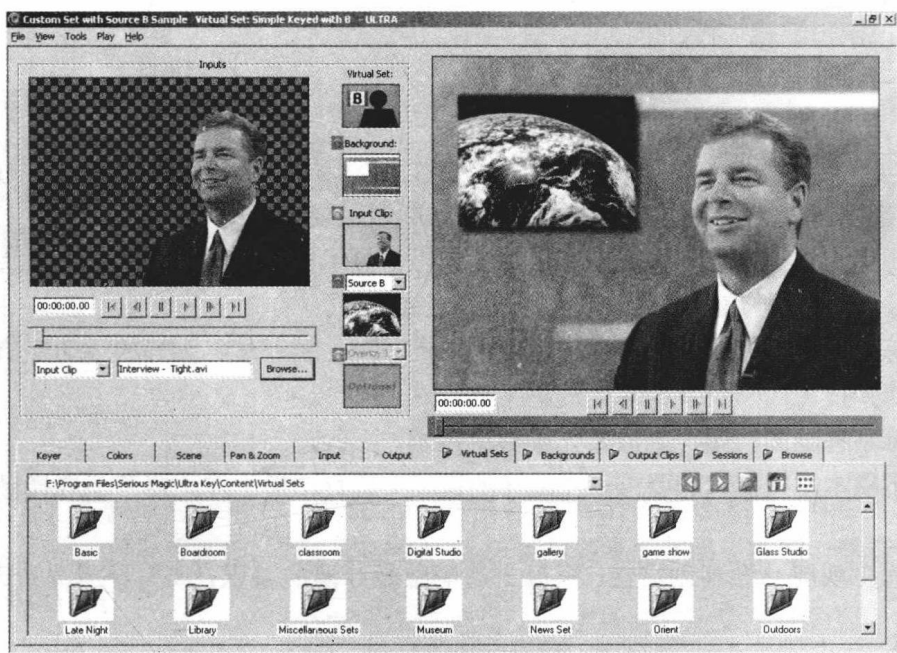 Custom Set with Source B Sample Virtual Set: Simple Keyed with B - ULTRA
File View Tools Play Help
Inputs
Virtual Set:
B
Background:
Input Clip:
Source B
Overlay 1
Optional
00:00:00.00
Input Clip
Interview - Tight.avi
Browse...
00:00:00.00
Keyer Colors Scene Pan & Zoom Input Output Virtual Sets Backgrounds Output Clips Sessions Browse
F:\Program Files\Serious Magic\Ultra Key\Content\Virtual Sets
Basic Boardroom classroom Digital Studio gallery game show Glass Studio
Late Night Library Miscellaneous Sets Museum News Set Orient Outdoors